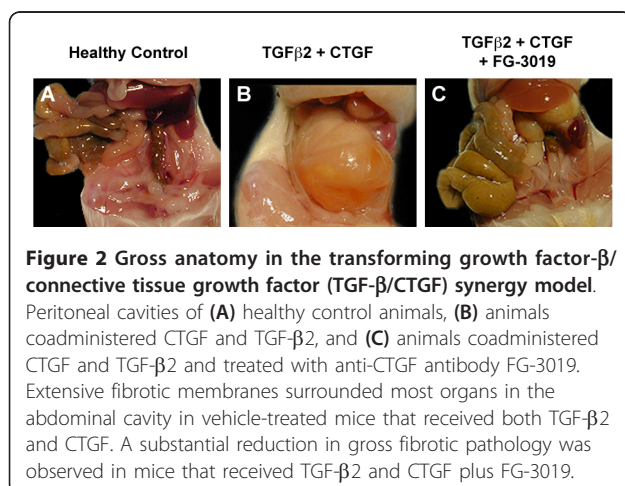 Healthy Control TGFβ2 + CTGF TGFβ2 + CTGF
+ FG-3019
A B C
Figure 2 Gross anatomy in the transforming growth factor-β/
connective tissue growth factor (TGF-β/CTGF) synergy model.
Peritoneal cavities of (A) healthy control animals, (B) animals
coadministered CTGF and TGF-β2, and (C) animals coadministered
CTGF and TGF-β2 and treated with anti-CTGF antibody FG-3019.
Extensive fibrotic membranes surrounded most organs in the
abdominal cavity in vehicle-treated mice that received both TGF-β2
and CTGF. A substantial reduction in gross fibrotic pathology was
observed in mice that received TGF-β2 and CTGF plus FG-3019.